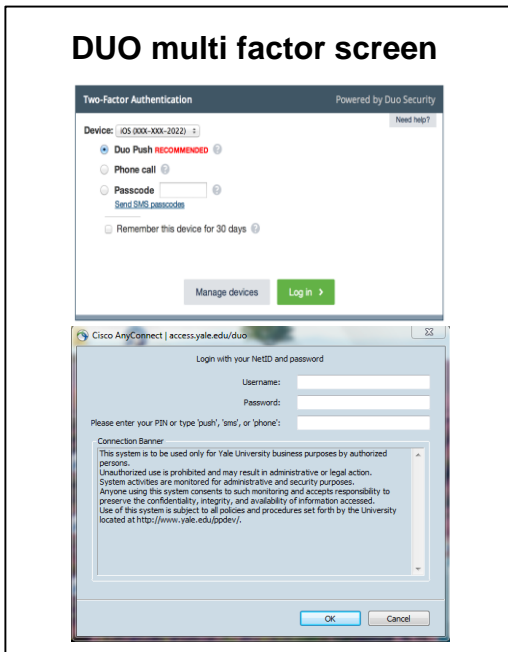 DUO multi factor screen
Two-Factor Authentication Powered by Duo Security
Need help?
Device: iOS (XXX-XXX-2022)
Duo Push RECOMMENDED ?
Phone call ?
Passcode ?
Send SMS passcodes
Remember this device for 30 days ?
Manage devices Log in >
Cisco AnyConnect | access.yale.edu/duo
Login with your NetID and password
Username:
Password:
Please enter your PIN or type 'push', 'sms', or 'phone':
Connection Banner
This system is to be used only for Yale University business purposes by authorized
persons.
Unauthorized use is prohibited and may result in administrative or legal action.
System activities are monitored for administrative and security purposes.
Anyone using this system consents to such monitoring and accepts responsibility to
preserve the confidentiality, integrity, and availability of information accessed.
Use of this system is subject to all policies and procedures set forth by the University
located at http://www.yale.edu/ppdev/.
OK Cancel